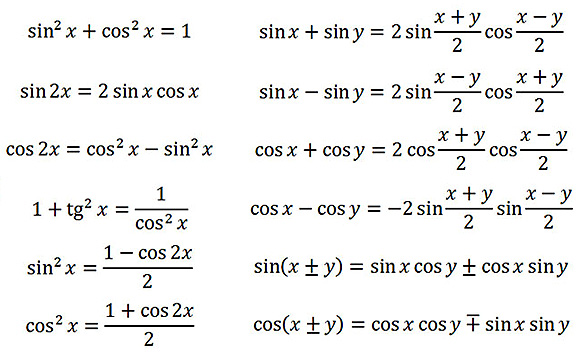 sin² x + cos² x = 1
sin 2x = 2 sin x cos x
cos 2x = cos² x − sin² x
1 + tg² x = 1/cos² x
sin² x = (1 − cos 2x)/2
cos² x = (1 + cos 2x)/2
sin x + sin y = 2 sin (x + y)/2 cos (x − y)/2
sin x − sin y = 2 sin (x − y)/2 cos (x + y)/2
cos x + cos y = 2 cos (x + y)/2 cos (x − y)/2
cos x − cos y = −2 sin (x + y)/2 sin (x − y)/2
sin(x ± y) = sin x cos y ± cos x sin y
cos(x ± y) = cos x cos y ∓ sin x sin y